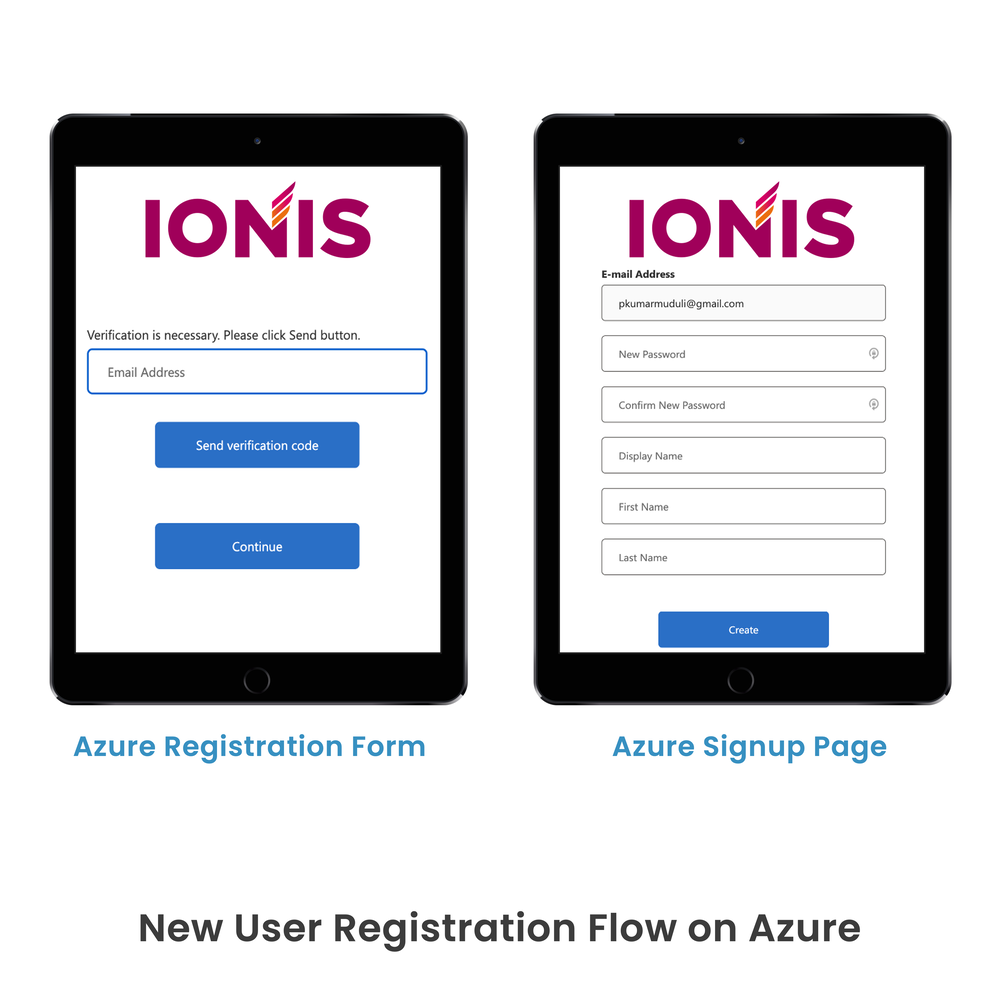 IONIS
Verification is necessary. Please click Send button.
Email Address
Send verification code
Continue
Azure Registration Form
IONIS
E-mail Address
pkumarmuduli@gmail.com
New Password
Confirm New Password
Display Name
First Name
Last Name
Create
Azure Signup Page
New User Registration Flow on Azure